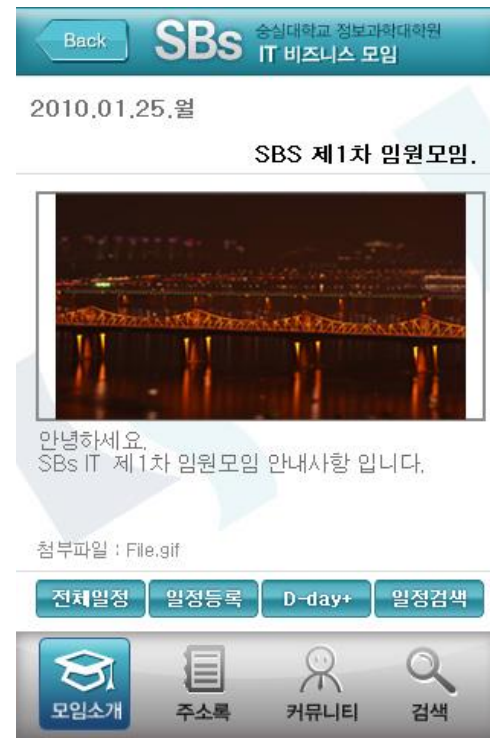 Back
SBs
숭실대학교 정보과학대학원
IT 비즈니스 모임
2010.01.25.월
SBS 제1차 임원모임.
안녕하세요.
SBs IT 제1차 임원모임 안내사항 입니다.
첨부파일 : File.gif
전체일정 일정등록 D-day+ 일정검색
모임소개 주소록 커뮤니티 검색